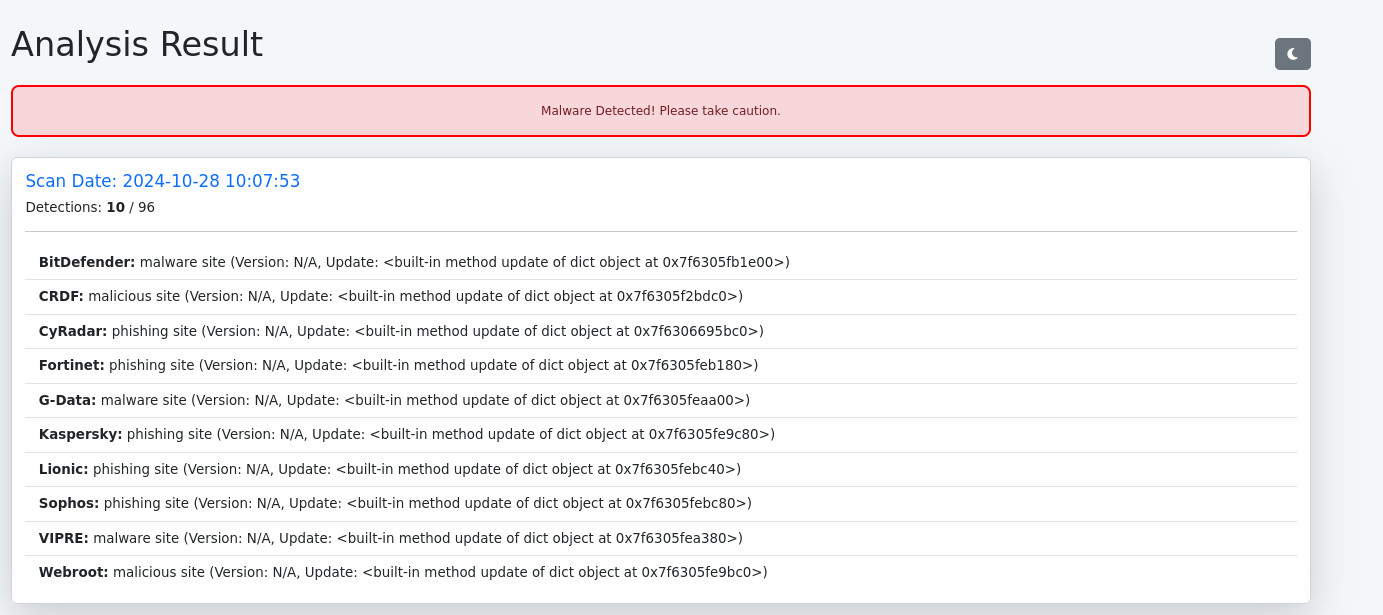 Analysis Result
Malware Detected! Please take caution.
Scan Date: 2024-10-28 10:07:53
Detections: 10 / 96
BitDefender: malware site (Version: N/A, Update: <built-in method update of dict object at 0x7f6305fb1e00>)
CRDF: malicious site (Version: N/A, Update: <built-in method update of dict object at 0x7f6305f2bdc0>)
CyRadar: phishing site (Version: N/A, Update: <built-in method update of dict object at 0x7f6306695bc0>)
Fortinet: phishing site (Version: N/A, Update: <built-in method update of dict object at 0x7f6305feb180>)
G-Data: malware site (Version: N/A, Update: <built-in method update of dict object at 0x7f6305feaa00>)
Kaspersky: phishing site (Version: N/A, Update: <built-in method update of dict object at 0x7f6305fe9c80>)
Lionic: phishing site (Version: N/A, Update: <built-in method update of dict object at 0x7f6305febc40>)
Sophos: phishing site (Version: N/A, Update: <built-in method update of dict object at 0x7f6305febc80>)
VIPRE: malware site (Version: N/A, Update: <built-in method update of dict object at 0x7f6305fea380>)
Webroot: malicious site (Version: N/A, Update: <built-in method update of dict object at 0x7f6305fe9bc0>)